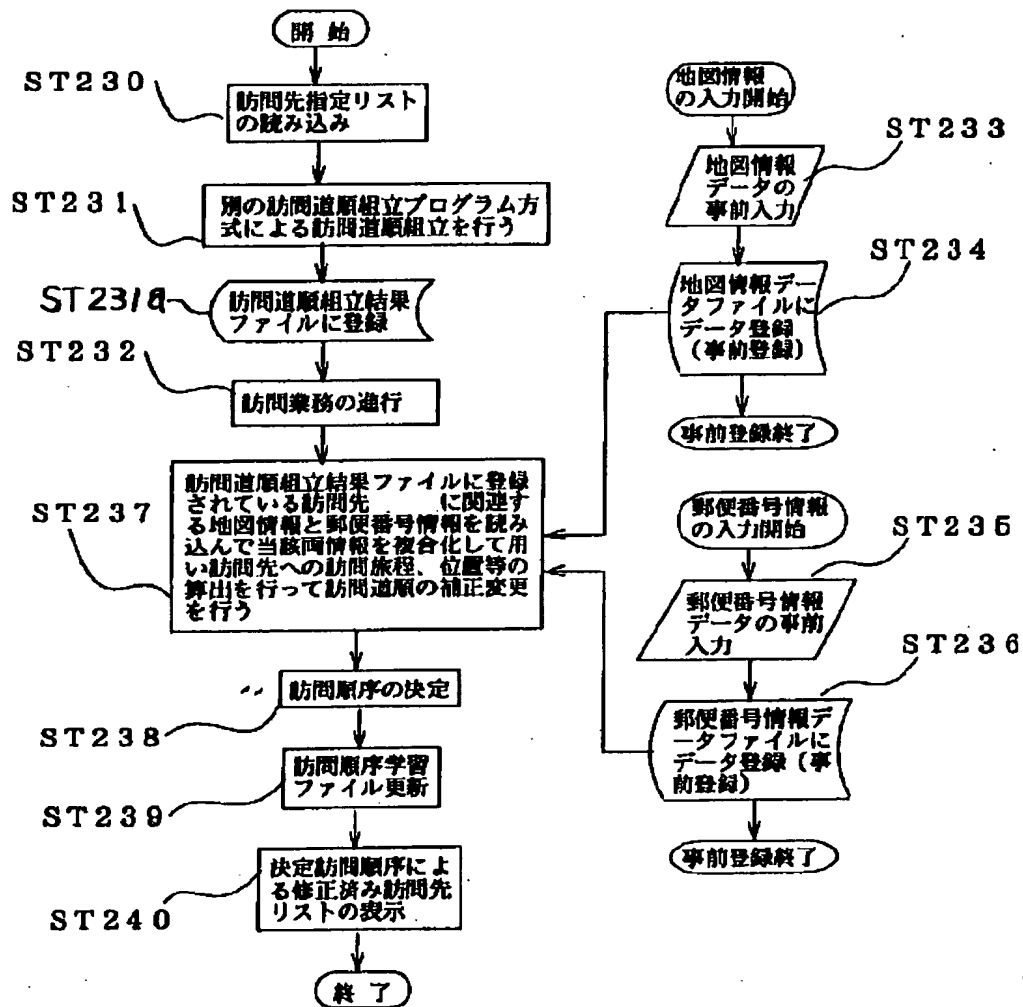 開 始
ST230
訪問先指定リスト
の読み込み
ST231
別の訪問道順組立プログラム方
式による訪問道順組立を行う
ST231a
訪問道順組立結果
ファイルに登録
ST232
訪問業務の進行
ST237
訪問道順組立結果ファイルに登録
されている訪問先 に関連す
る地図情報と郵便番号情報を読み
込んで当該両情報を複合化して用
い訪問先への訪問旅程、位置等の
算出を行って訪問道順の補正変更
を行う
訪問順序の決定
ST238
訪問順序学習
ファイル更新
ST239
決定訪問順序によ
る修正済み訪問先
リストの表示
ST240
終 了
地図情報
の入力開始
ST233
地図情報
データの
事前入力
ST234
地図情報デー
タファイルに
データ登録
(事前登録)
事前登録終了
郵便番号情報
の入力開始
ST235
郵便番号情報
データの事前
入力
ST236
郵便番号情報デ
ータファイルに
データ登録(事
前登録)
事前登録終了